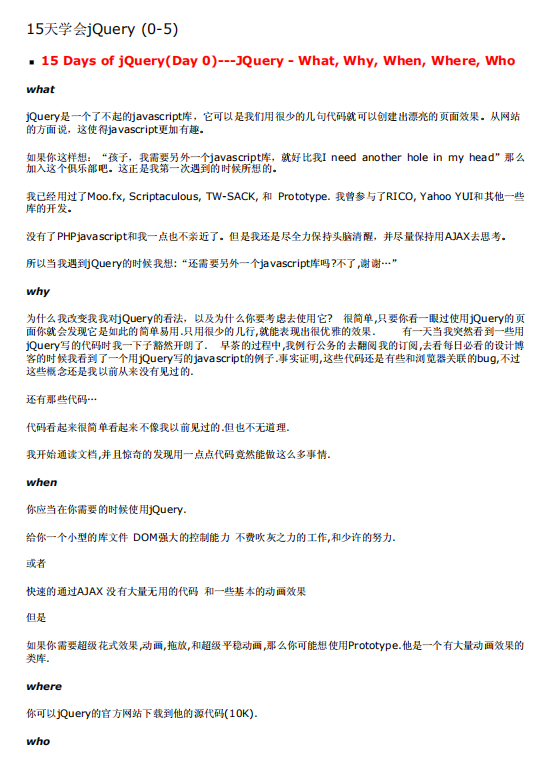 15天学会jQuery (0-5)
▪ 15 Days of jQuery(Day 0)---JQuery - What, Why, When, Where, Who
what
jQuery是一个了不起的javascript库，它可以是我们用很少的几句代码就可以创建出漂亮的页面效果。从网站
的方面说，这使得javascript更加有趣。
如果你这样想：“孩子，我需要另外一个javascript库，就好比我I need another hole in my head”那么
加入这个俱乐部吧。这正是我第一次遇到的时候所想的。
我已经用过了Moo.fx, Scriptaculous, TW-SACK, 和 Prototype. 我曾参与了RICO, Yahoo YUI和其他一些
库的开发。
没有了PHPjavascript和我一点也不亲近了。但是我还是尽全力保持头脑清醒，并尽量保持用AJAX去思考。
所以当我遇到jQuery的时候我想:“还需要另外一个javascript库吗?不了,谢谢…”
why
为什么我改变我我对jQuery的看法，以及为什么你要考虑去使用它? 很简单,只要你看一眼过使用jQuery的页
面你就会发现它是如此的简单易用.只用很少的几行,就能表现出很优雅的效果. 有一天当我突然看到一些用
jQuery写的代码时我一下子豁然开朗了. 早茶的过程中,我例行公务的去翻阅我的订阅,去看每日必看的设计博
客的时候我看到了一个用jQuery写的javascript的例子.事实证明,这些代码还是有些和浏览器关联的bug,不过
这些概念还是我以前从来没有见过的.
还有那些代码…
代码看起来很简单看起来不像我以前见过的.但也不无道理.
我开始通读文档,并且惊奇的发现用一点点代码竟然能做这么多事情.
when
你应当在你需要的时候使用jQuery.
给你一个小型的库文件 DOM强大的控制能力 不费吹灰之力的工作,和少许的努力.
或者
快速的通过AJAX 没有大量无用的代码 和一些基本的动画效果
但是
如果你需要超级花式效果,动画,拖放,和超级平稳动画,那么你可能想使用Prototype.他是一个有大量动画效果的
类库.
where
你可以jQuery的官方网站下载到他的源代码(10K).
who